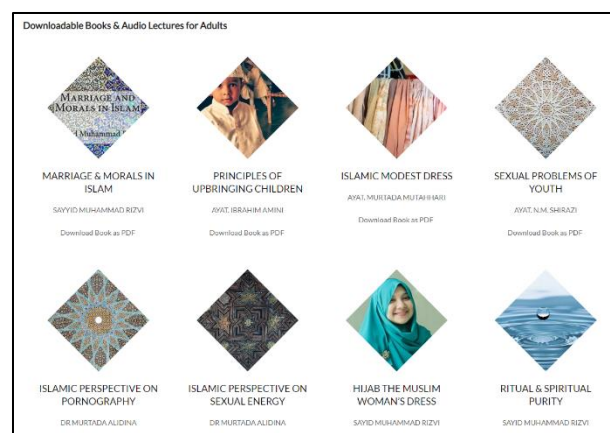 Downloadable Books & Audio Lectures for Adults
MARRIAGE AND
MORALS IN ISLAM
d Muhammad
MARRIAGE & MORALS IN
ISLAM
SAYYID MUHAMMAD RIZVI
Download Book as PDF
PRINCIPLES OF
UPBRINGING CHILDREN
AYAT. IBRAHIM AMINI
Download Book as PDF
ISLAMIC MODEST DRESS
AYAT. MURTADA MUTAHHARI
Download Book as PDF
SEXUAL PROBLEMS OF
YOUTH
AYAT. N.M. SHIRAZI
Download Book as PDF
ISLAMIC PERSPECTIVE ON
PORNOGRAPHY
DR MURTADA ALIDINA
ISLAMIC PERSPECTIVE ON
SEXUAL ENERGY
DR MURTADA ALIDINA
HIJAB THE MUSLIM
WOMAN'S DRESS
SAYID MUHAMMAD RIZVI
RITUAL & SPIRITUAL
PURITY
SAYID MUHAMMAD RIZVI